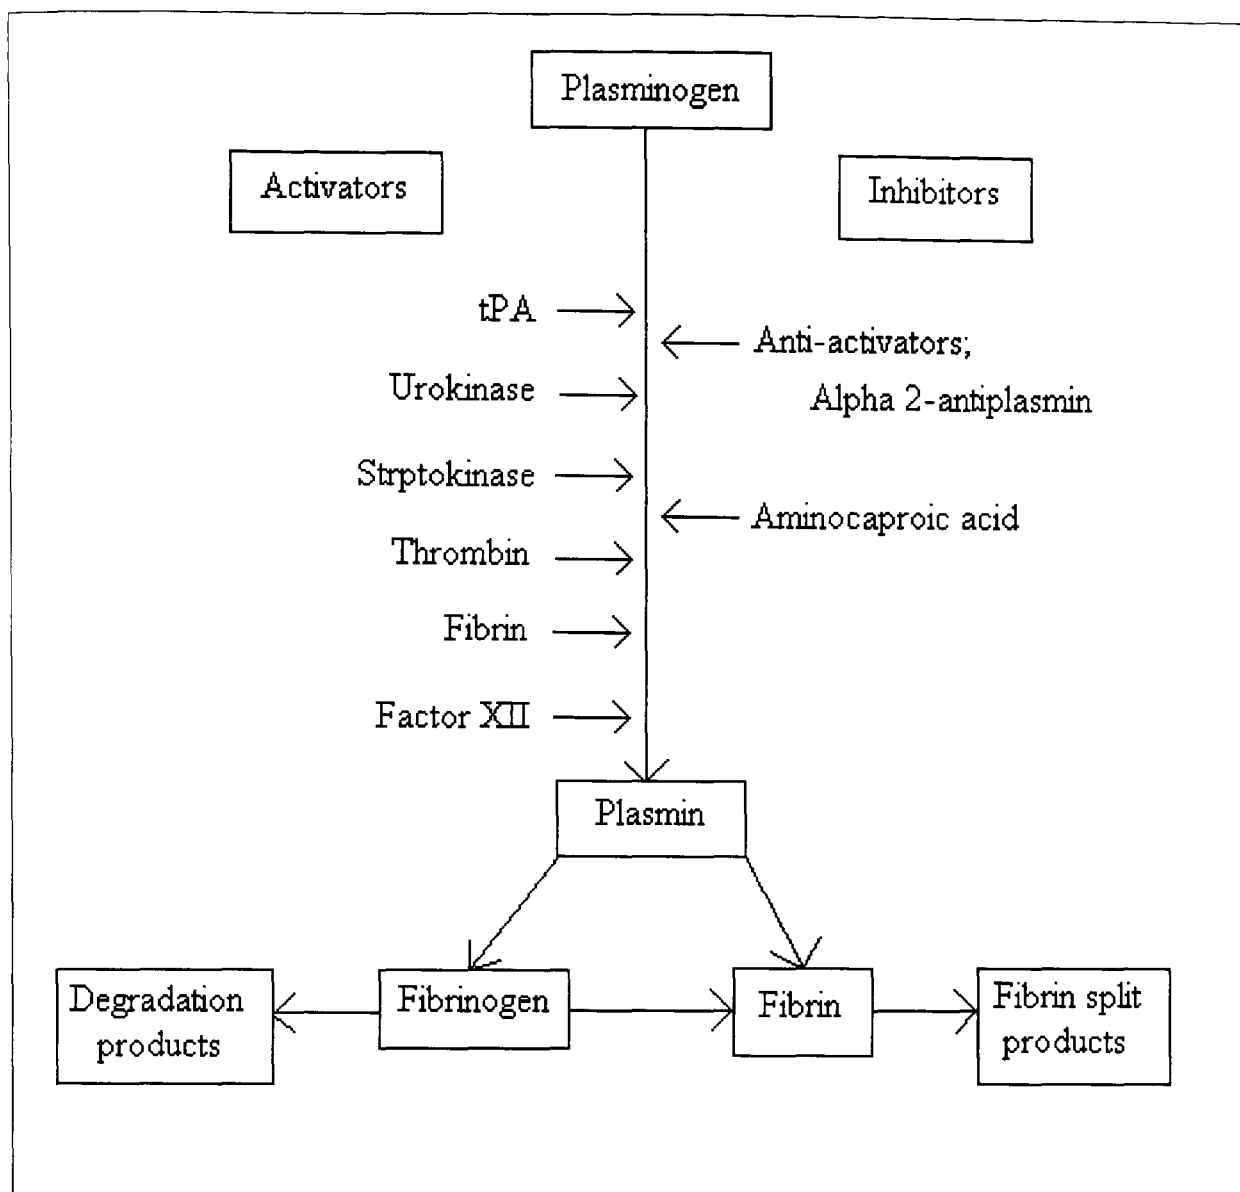 Plasminogen
Activators
Inhibitors
tPA
Anti-activators;
Urokinase
Alpha 2-antiplasmin
Strptokinase
Aminocaproic acid
Thrombin
Fibrin
Factor XII
Plasmin
Degradation
products
Fibrinogen
Fibrin
Fibrin split
products